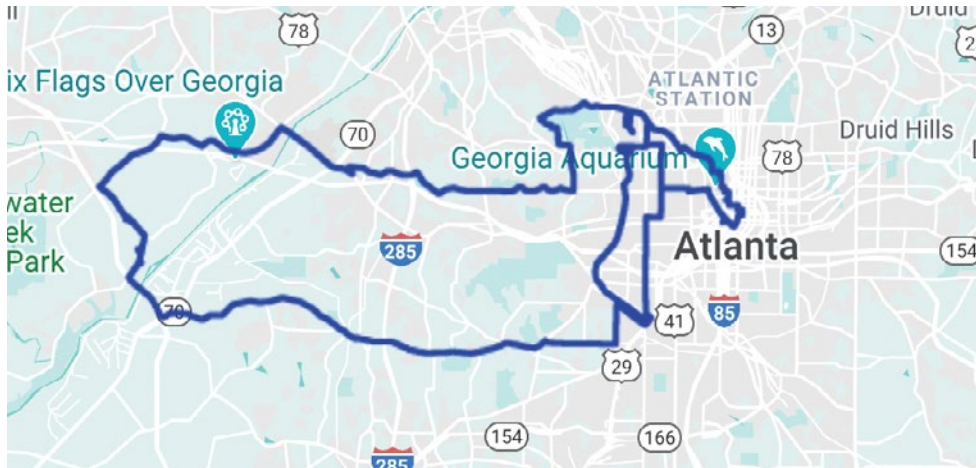 78
13
ix Flags Over Georgia
ATLANTIC
STATION
70
Druid Hills
Georgia Aquarium
78
water
ek
Park
285
Atlanta
154
70
85
41
29
154
166
285